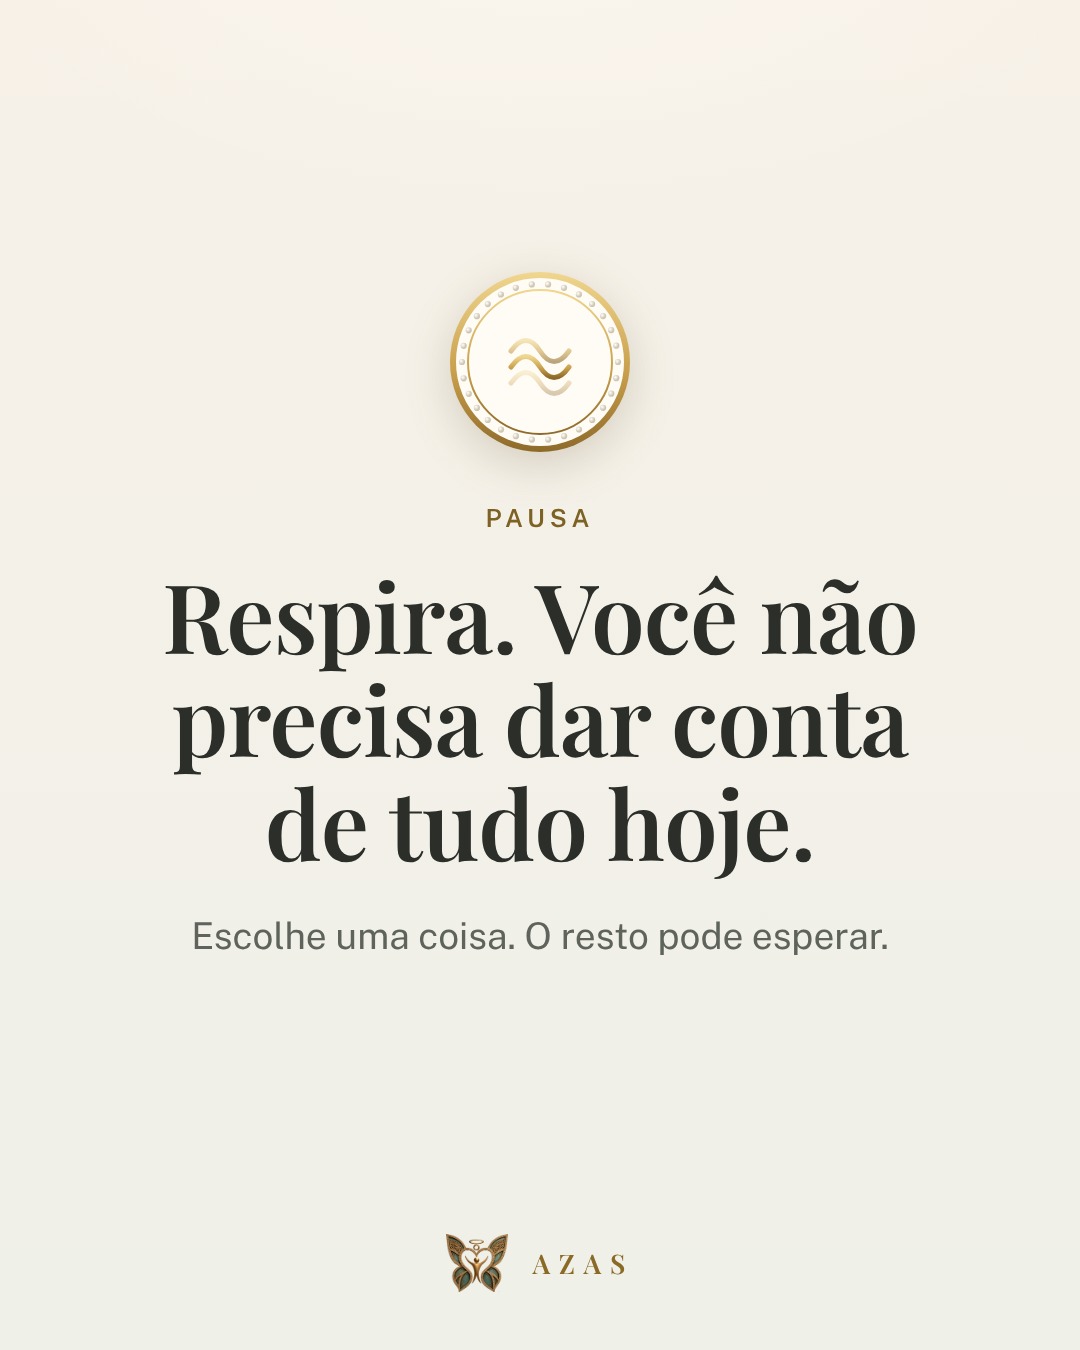 PAUSA
Respira. Você não
precisa dar conta
de tudo hoje.
Escolhe uma coisa. O resto pode esperar.
AZAS